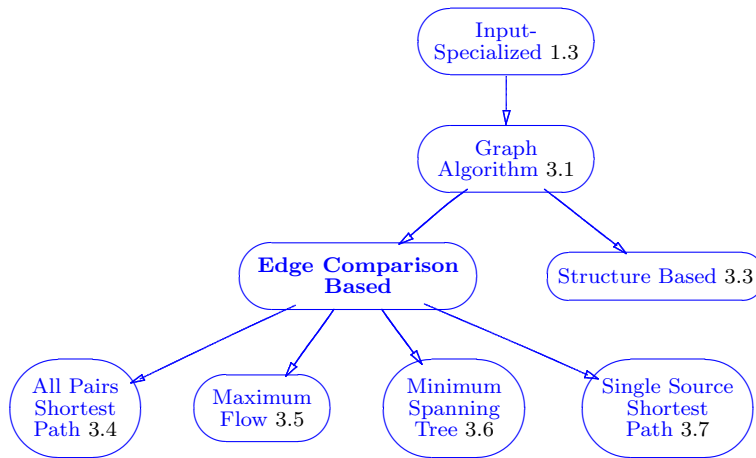 Input-
Specialized 1.3
Graph
Algorithm 3.1
Edge Comparison
Based
Structure Based 3.3
All Pairs
Shortest
Path 3.4
Maximum
Flow 3.5
Minimum
Spanning
Tree 3.6
Single Source
Shortest
Path 3.7